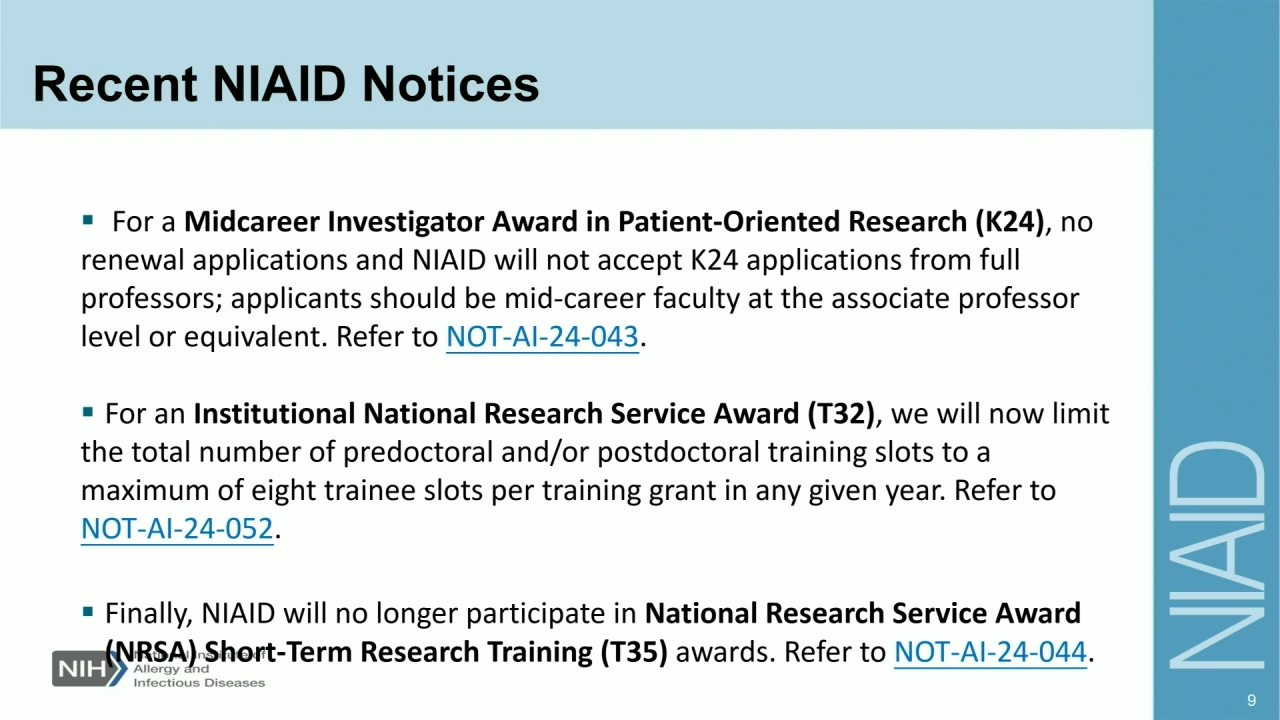 Recent NIAID Notices
▪ For a Midcareer Investigator Award in Patient-Oriented Research (K24), no
renewal applications and NIAID will not accept K24 applications from full
professors; applicants should be mid-career faculty at the associate professor
level or equivalent. Refer to NOT-AI-24-043.
▪ For an Institutional National Research Service Award (T32), we will now limit
the total number of predoctoral and/or postdoctoral training slots to a
maximum of eight trainee slots per training grant in any given year. Refer to
NOT-AI-24-052.
▪ Finally, NIAID will no longer participate in National Research Service Award
(NRSA) Short-Term Research Training (T35) awards. Refer to NOT-AI-24-044.
NIH
Allergy and
Infectious Diseases
NIAID
9